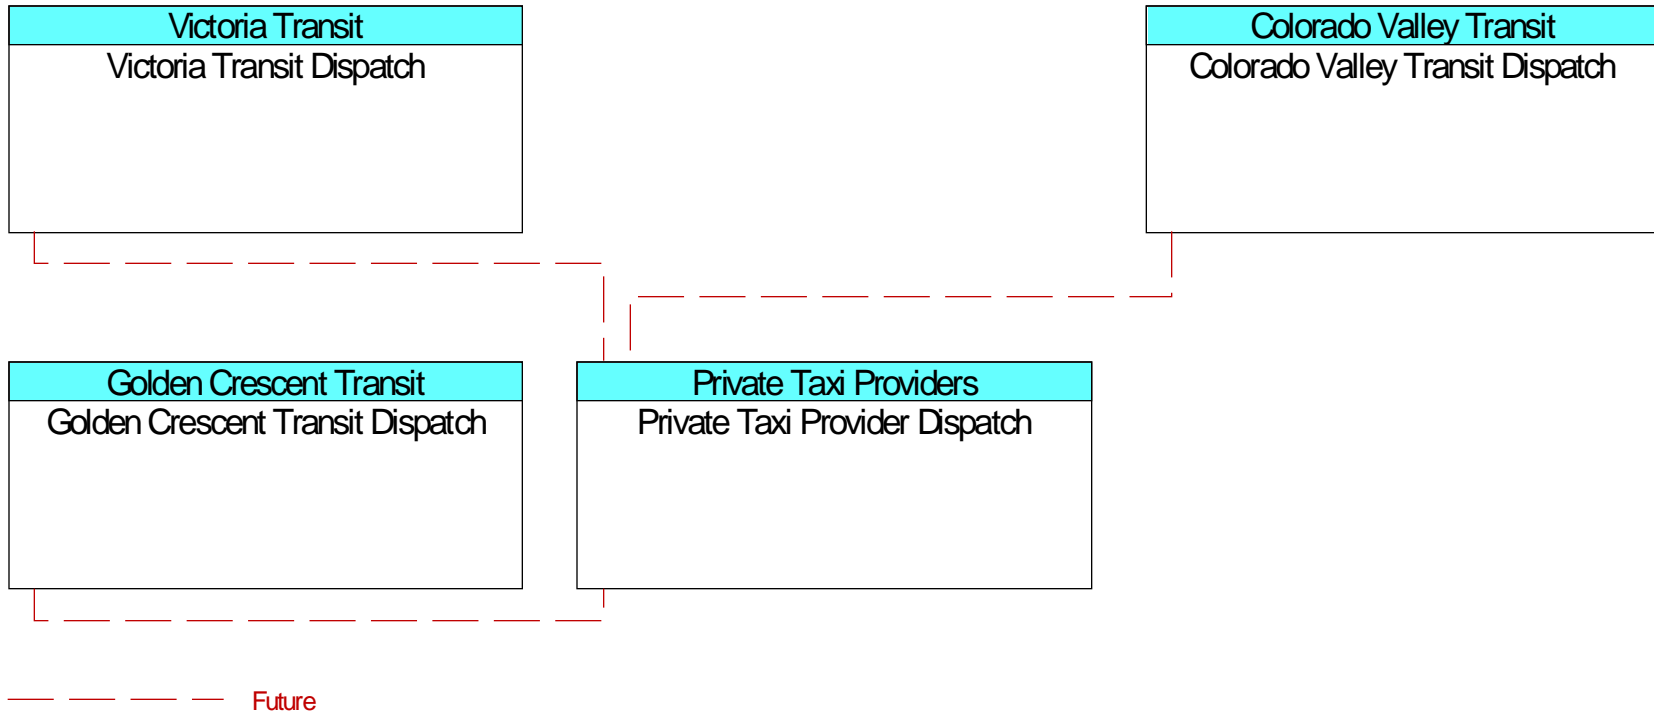 Victoria Transit
Victoria Transit Dispatch
Colorado Valley Transit
Colorado Valley Transit Dispatch
Golden Crescent Transit
Golden Crescent Transit Dispatch
Private Taxi Providers
Private Taxi Provider Dispatch
Future